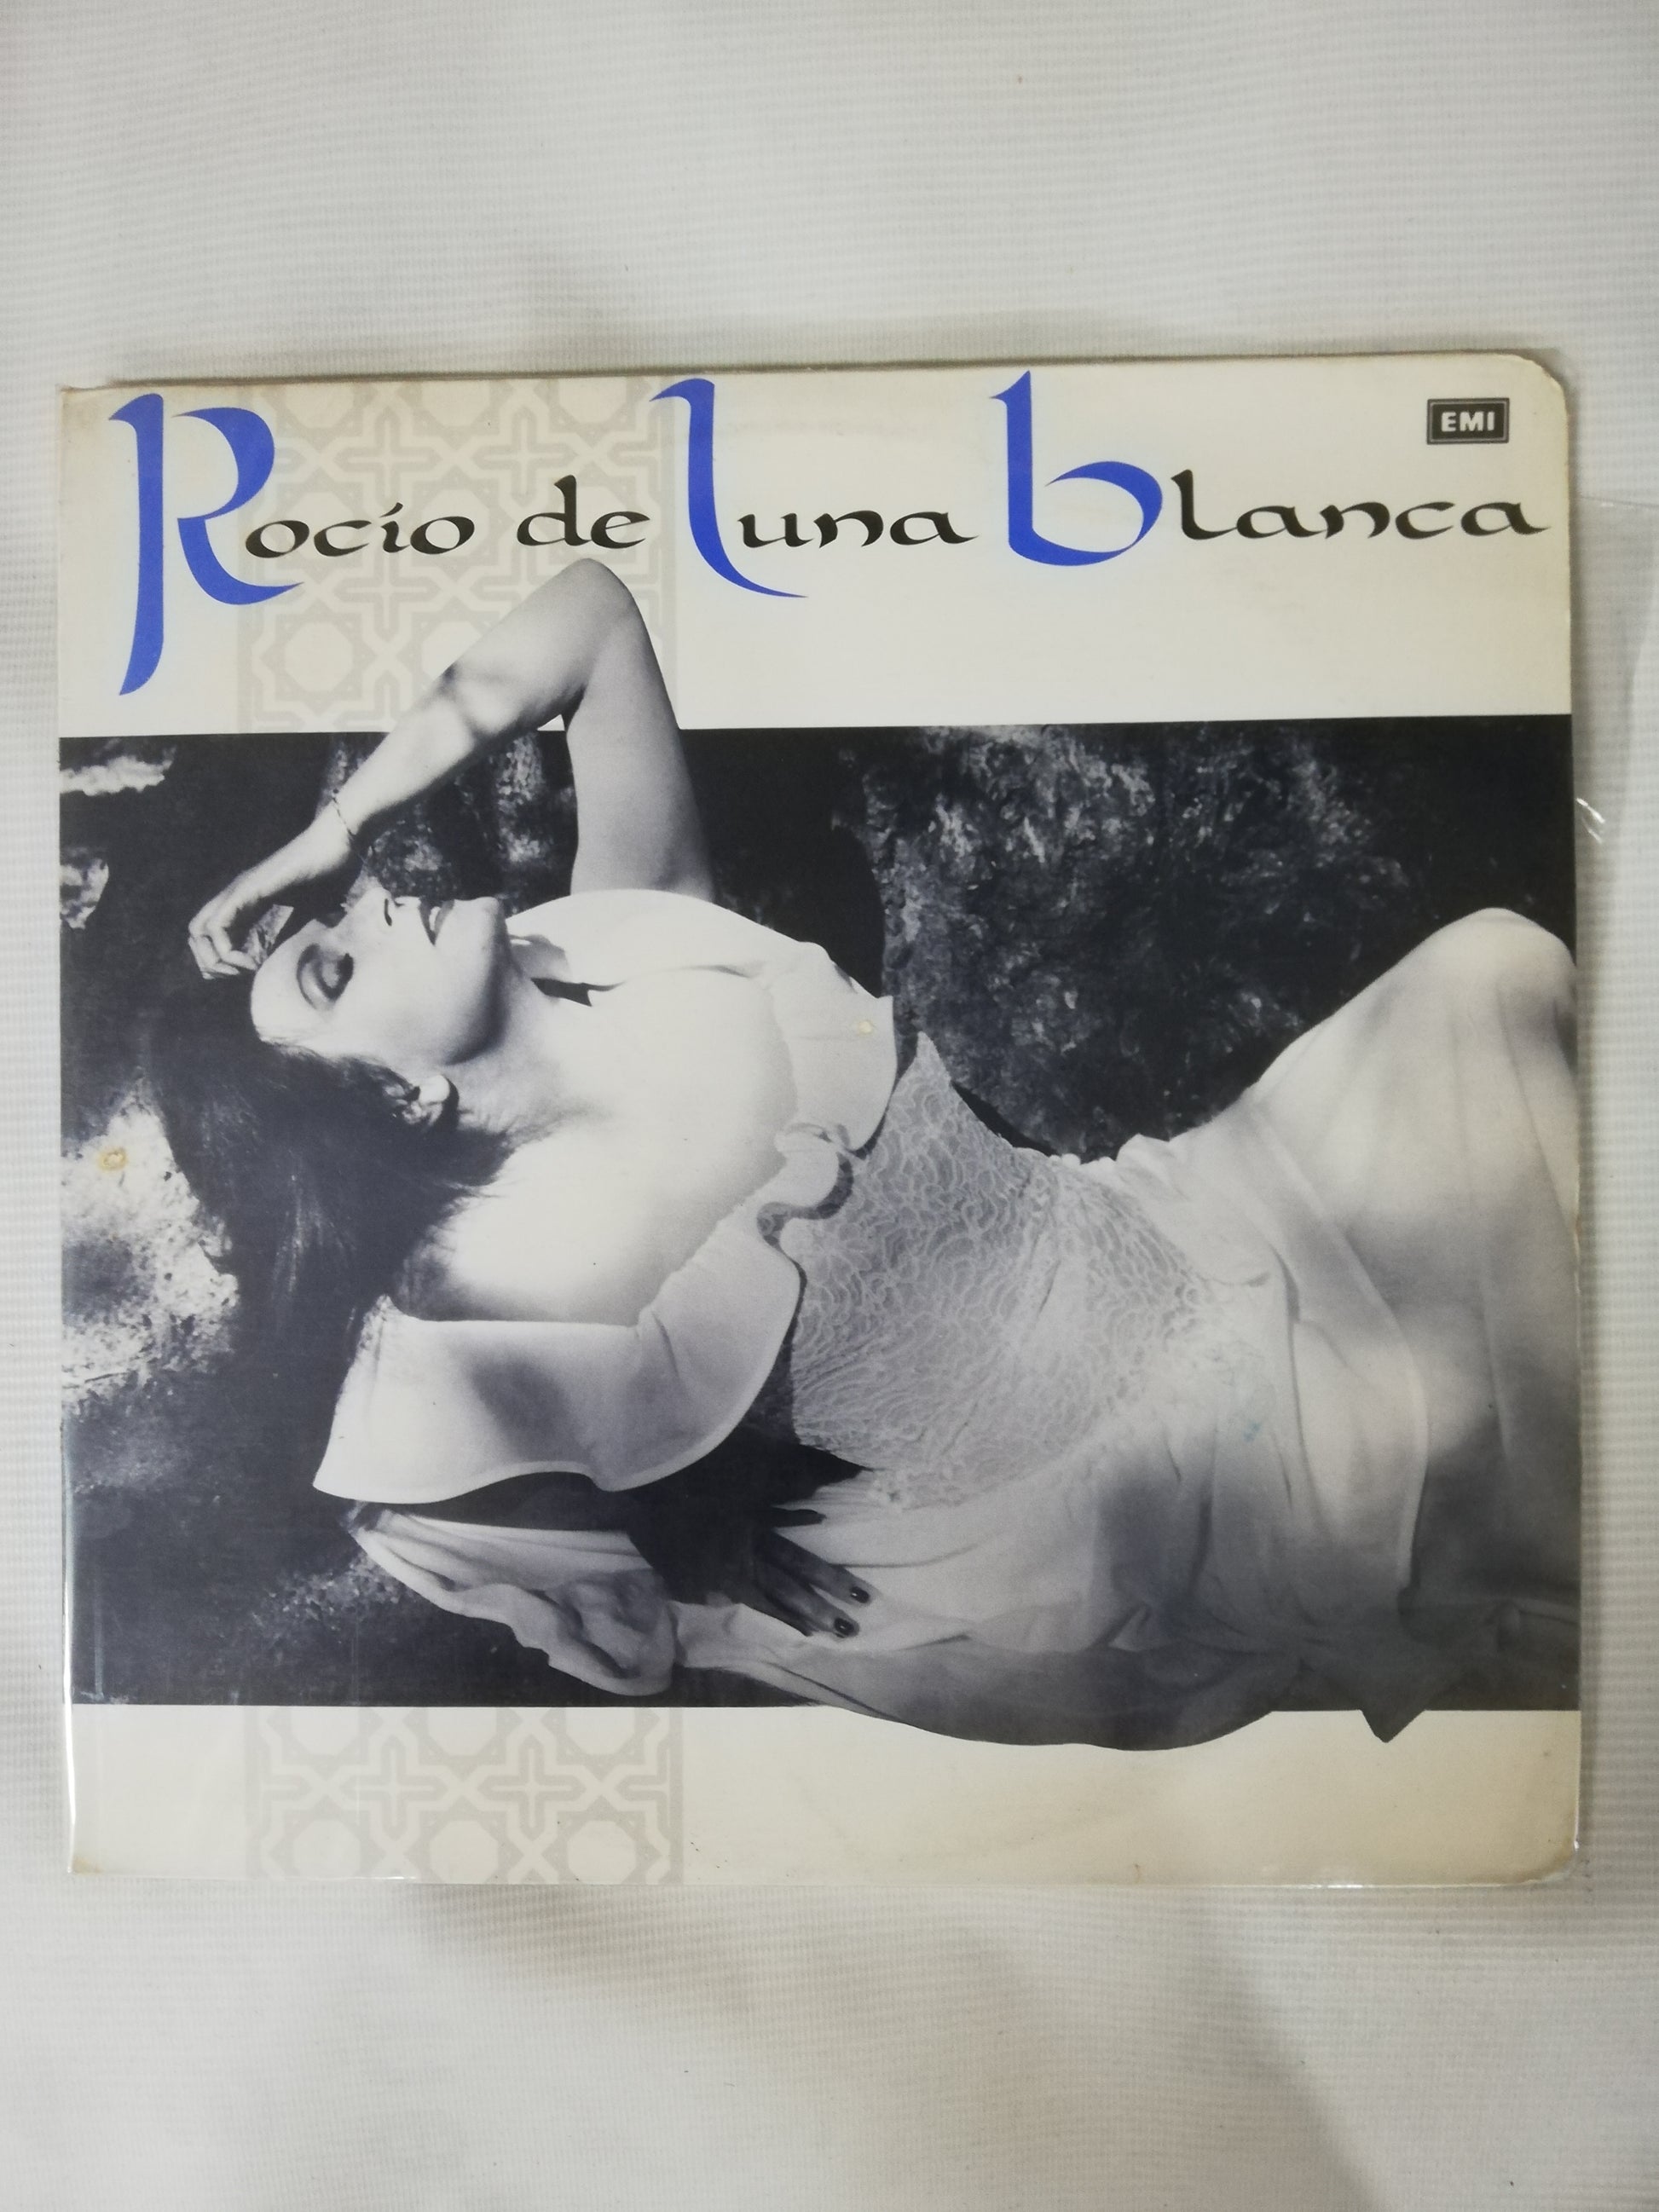 Rocío de luna blanca
EMI